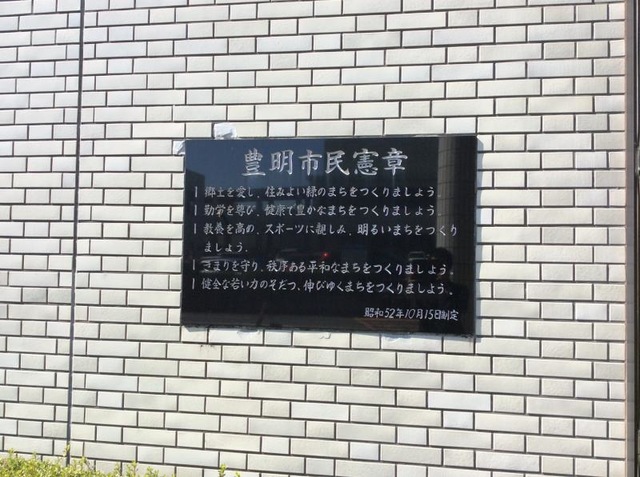 豊明市民憲章
1 郷土を愛し、住みよい緑のまちをつくりましょう。
1 勤労を尊び、健康で豊かなまちをつくりましょう。
1 教養を高め、スポーツに親しみ、明るいまちをつくり
ましょう。
1 きまりを守り、秩序ある平和なまちをつくりましょう。
1 健全な若い力のそだつ、伸びゆくまちをつくりましょう。
昭和52年10月15日制定